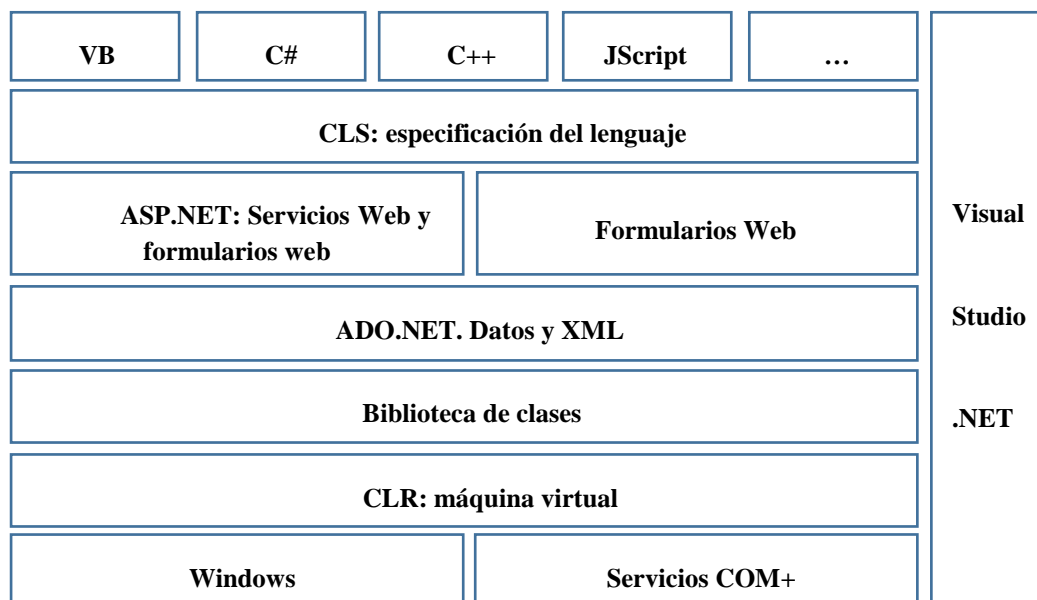 VB
C#
C++
JScript
…
CLS: especificación del lenguaje
ASP.NET: Servicios Web y
formularios web
Formularios Web
ADO.NET. Datos y XML
Biblioteca de clases
CLR: máquina virtual
Windows
Servicios COM+
Visual
Studio
.NET